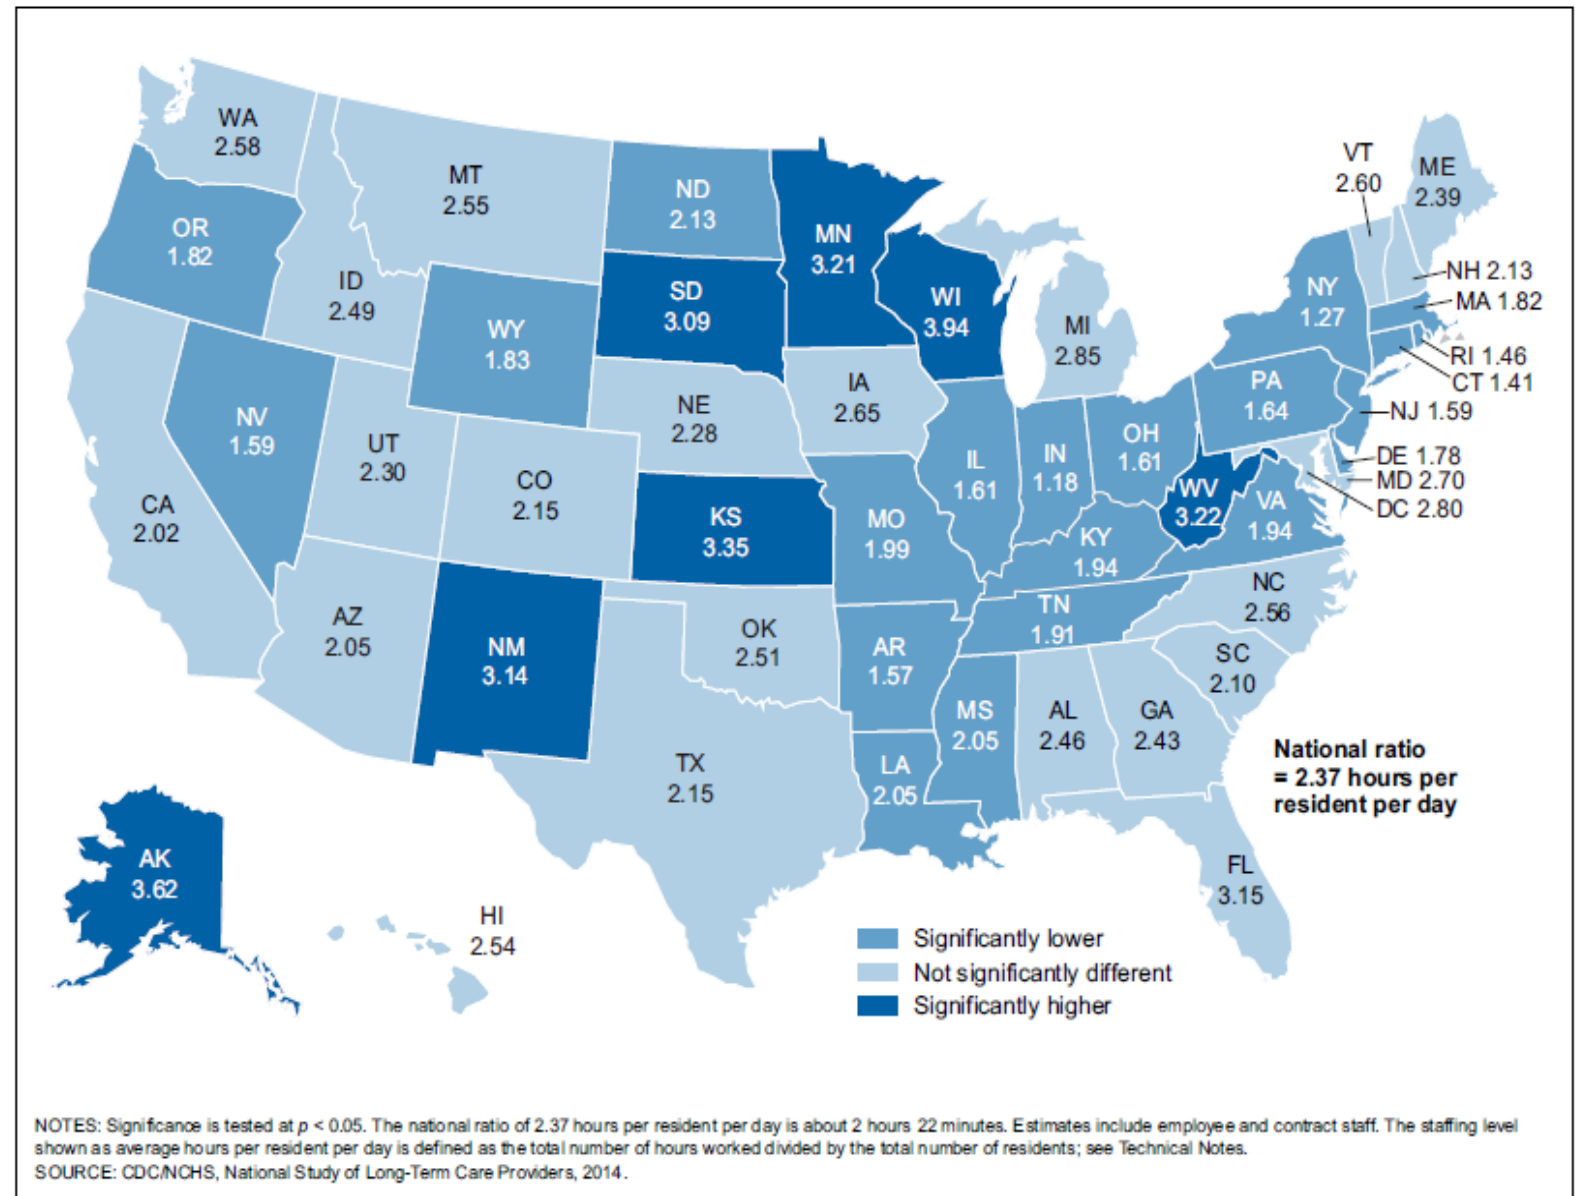 WA
2.58
MT
2.55
ND
2.13
MN
3.21
VT
2.60
ME
2.39
OR
1.82
ID
2.49
SD
3.09
WI
3.94
NY
1.27
NH 2.13
MA 1.82
WY
1.83
MI
2.85
RI 1.46
CT 1.41
NV
1.59
UT
2.30
NE
2.28
IA
2.65
PA
1.64
NJ 1.59
CA
2.02
CO
2.15
KS
3.35
MO
1.99
IL
1.61
IN
1.18
OH
1.61
DE 1.78
MD 2.70
DC 2.80
WV
3.22
VA
1.94
KY
1.94
AZ
2.05
NM
3.14
OK
2.51
AR
1.57
TN
1.91
NC
2.56
SC
2.10
TX
2.15
LA
2.05
MS
2.05
AL
2.46
GA
2.43
National ratio
= 2.37 hours per
resident per day
AK
3.62
HI
2.54
FL
3.15
Significantly lower
Not significantly different
Significantly higher
NOTES: Significance is tested at p < 0.05. The national ratio of 2.37 hours per resident per day is about 2 hours 22 minutes. Estimates include employee and contract staff. The staffing level
shown as average hours per resident per day is defined as the total number of hours worked divided by the total number of residents; see Technical Notes.
SOURCE: CDC/NCHS, National Study of Long-Term Care Providers, 2014.